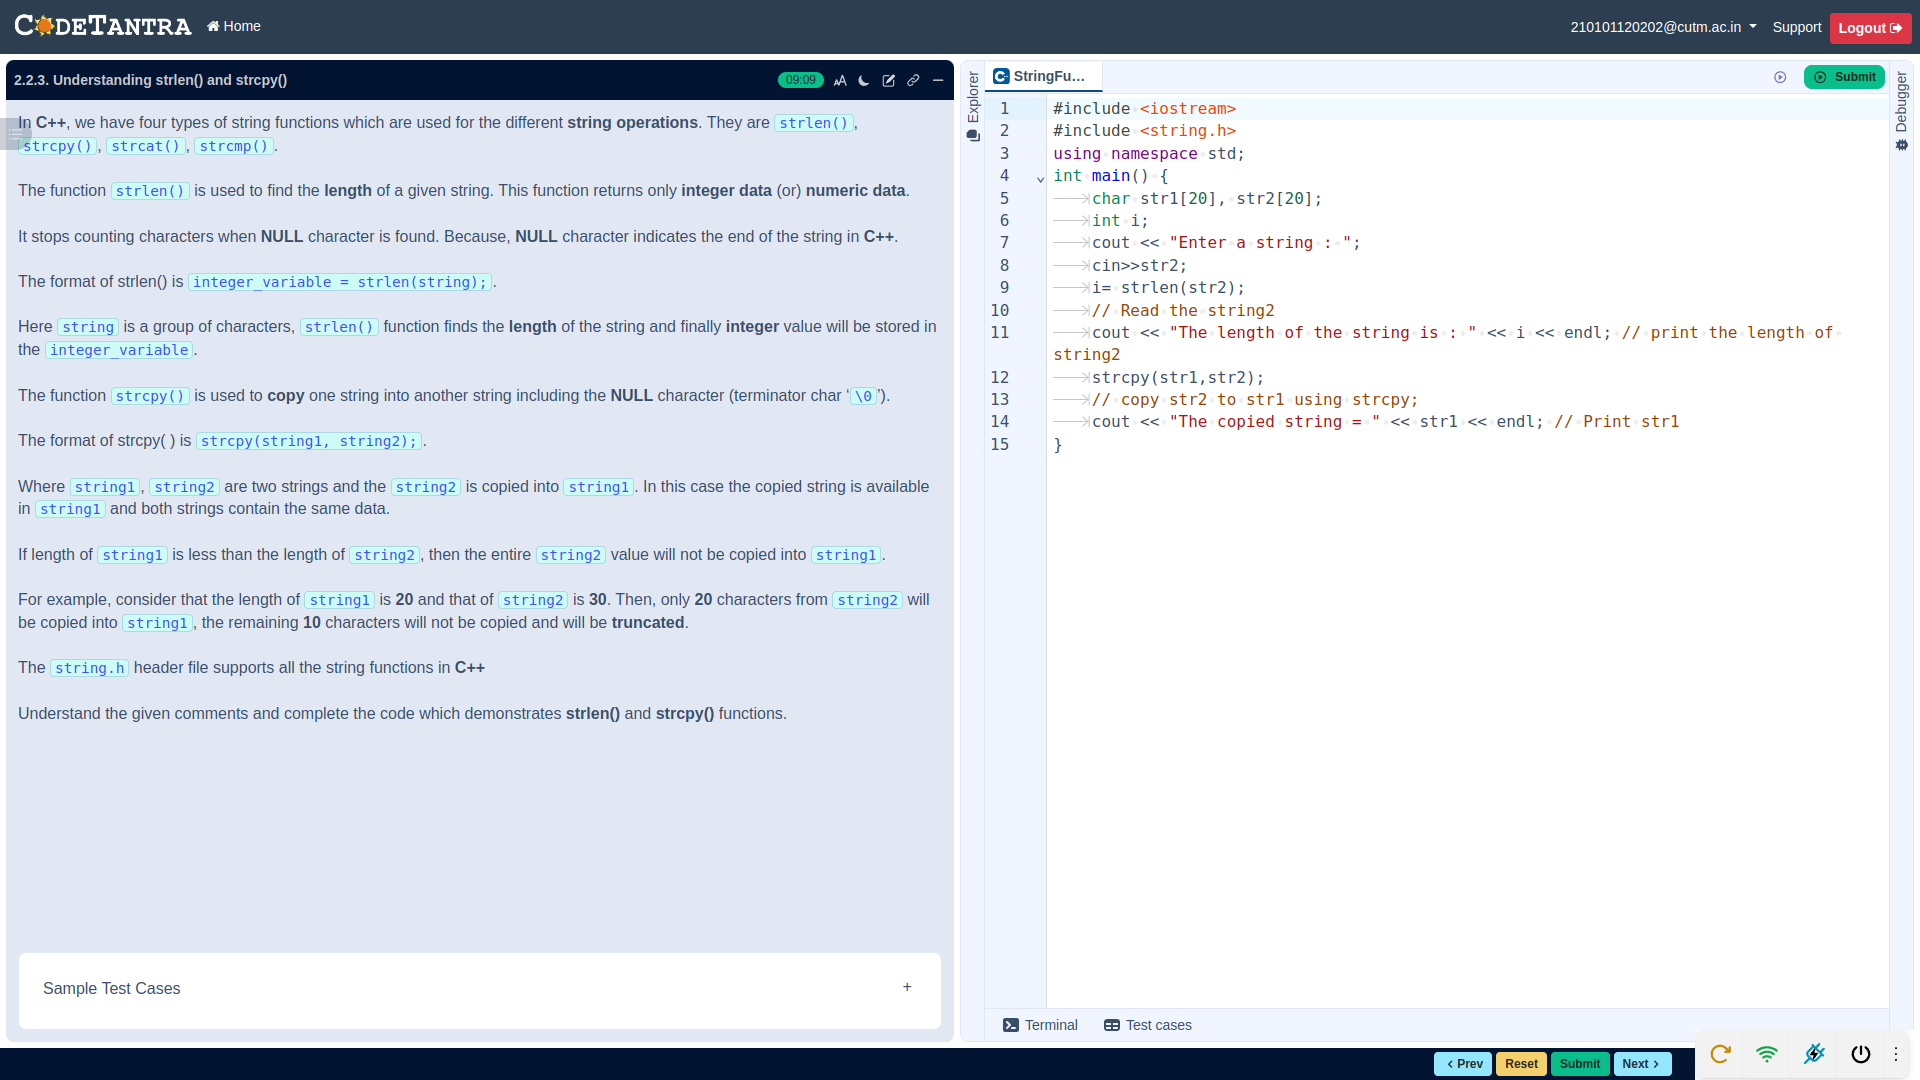 CODETANTRA Home 210101120202@cutm.ac.in Support Logout
2.2.3. Understanding strlen() and strcpy() 09:09
In C++, we have four types of string functions which are used for the different string operations. They are strlen(),
strcpy(), strcat(), strcmp().
The function strlen() is used to find the length of a given string. This function returns only integer data (or) numeric data.
It stops counting characters when NULL character is found. Because, NULL character indicates the end of the string in C++.
The format of strlen() is integer_variable = strlen(string);.
Here string is a group of characters, strlen() function finds the length of the string and finally integer value will be stored in
the integer_variable.
The function strcpy() is used to copy one string into another string including the NULL character (terminator char ‘\0’).
The format of strcpy( ) is strcpy(string1, string2);.
Where string1, string2 are two strings and the string2 is copied into string1. In this case the copied string is available
in string1 and both strings contain the same data.
If length of string1 is less than the length of string2, then the entire string2 value will not be copied into string1.
For example, consider that the length of string1 is 20 and that of string2 is 30. Then, only 20 characters from string2 will
be copied into string1, the remaining 10 characters will not be copied and will be truncated.
The string.h header file supports all the string functions in C++
Understand the given comments and complete the code which demonstrates strlen() and strcpy() functions.
Sample Test Cases +
Explorer
StringFu... Submit
Debugger
1 #include <iostream>
2 #include <string.h>
3 using namespace std;
4 int main() {
5 char str1[20], str2[20];
6 int i;
7 cout << "Enter a string : ";
8 cin>>str2;
9 i= strlen(str2);
10 // Read the string2
11 cout << "The length of the string is : " << i << endl; // print the length of
string2
12 strcpy(str1,str2);
13 // copy str2 to str1 using strcpy;
14 cout << "The copied string = " << str1 << endl; // Print str1
15 }
Terminal Test cases
Prev Reset Submit Next